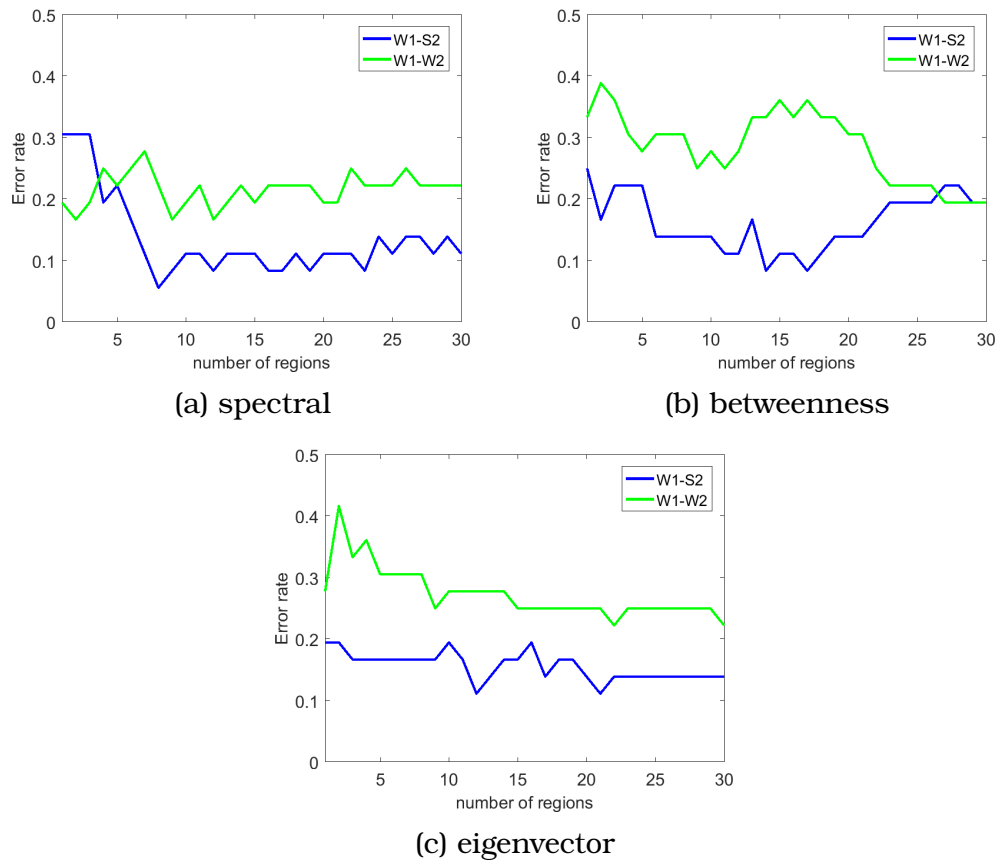 0.5
0.4
0.3
0.2
0.1
0
Error rate
5 10 15 20 25 30
number of regions
W1-S2
W1-W2
(a) spectral
0.5
0.4
0.3
0.2
0.1
0
Error rate
5 10 15 20 25 30
number of regions
W1-S2
W1-W2
(b) betweenness
0.5
0.4
0.3
0.2
0.1
0
Error rate
5 10 15 20 25 30
number of regions
W1-S2
W1-W2
(c) eigenvector